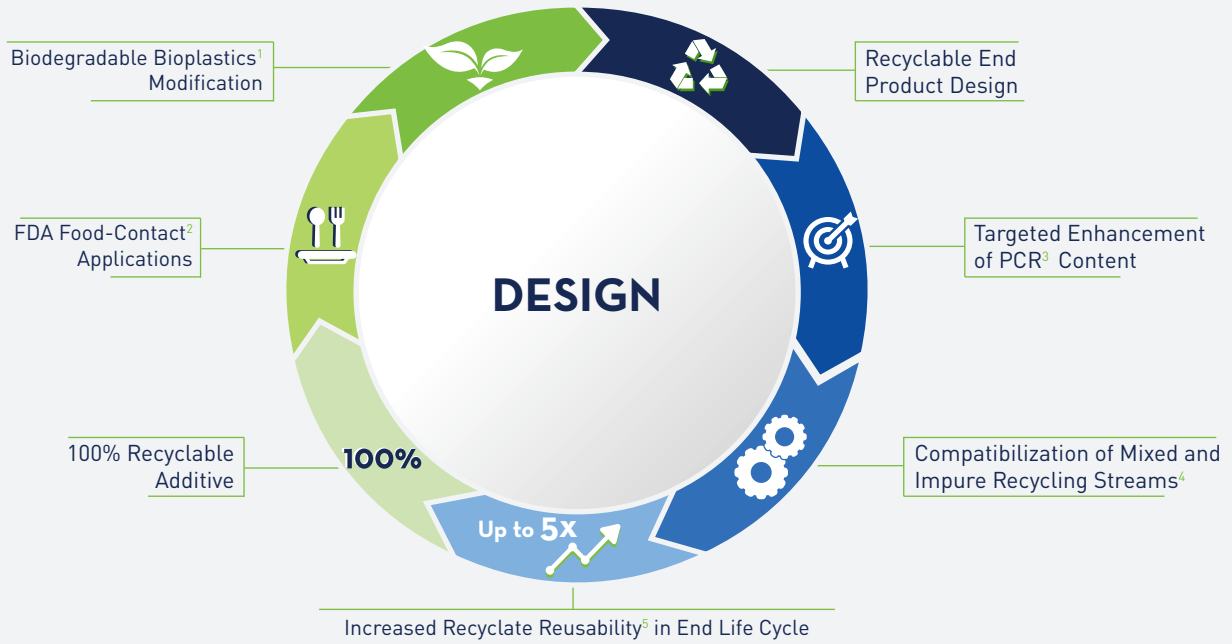 Biodegradable Bioplastics¹
Modification
Recyclable End
Product Design
FDA Food-Contact²
Applications
DESIGN
Targeted Enhancement
of PCR³ Content
100% Recyclable
Additive
100%
Compatibilization of Mixed and
Impure Recycling Streams⁴
Up to 5x
Increased Recyclate Reusability⁵ in End Life Cycle